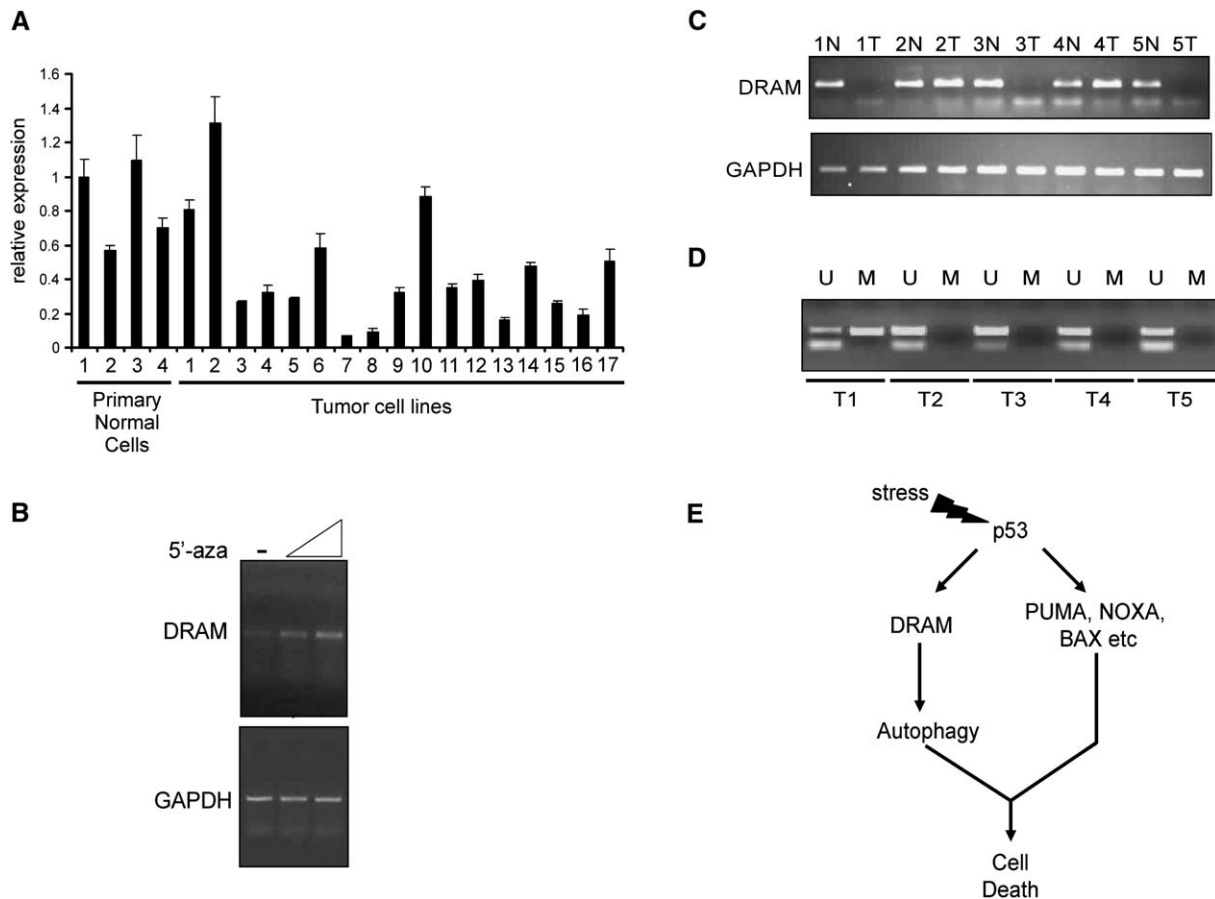 A
relative expression
1.6
1.4
1.2
1
0.8
0.6
0.4
0.2
0
1 2 3 4 1 2 3 4 5 6 7 8 9 10 11 12 13 14 15 16 17
Primary
Normal
Cells
Tumor cell lines
B
5'-aza
-
DRAM
GAPDH
C
1N 1T 2N 2T 3N 3T 4N 4T 5N 5T
DRAM
GAPDH
D
U M U M U M U M U M
T1 T2 T3 T4 T5
E
stress
p53
DRAM
PUMA, NOXA,
BAX etc
Autophagy
Cell
Death